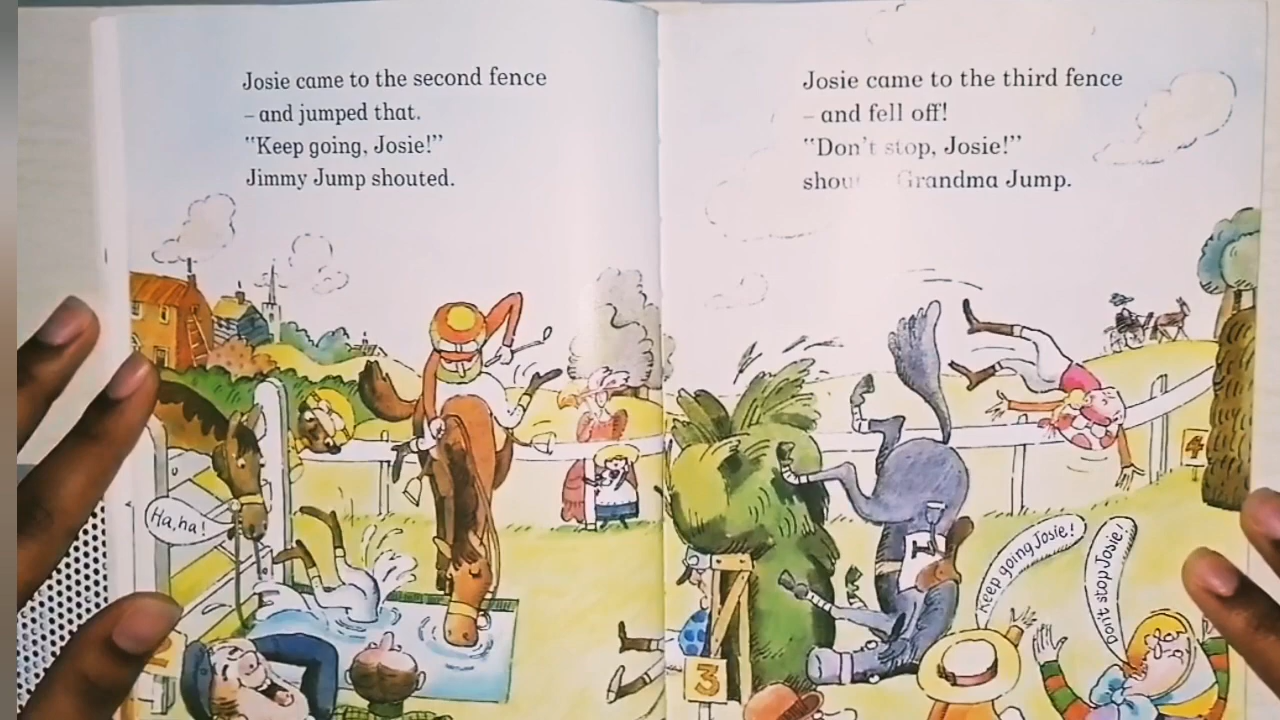 Josie came to the second fence
– and jumped that.
"Keep going, Josie!"
Jimmy Jump shouted.
Ha, ha!
Josie came to the third fence
– and fell off!
"Don't stop, Josie!"
Grandma Jump.
4
Keep going Josie!
Don't stop Josie!
3